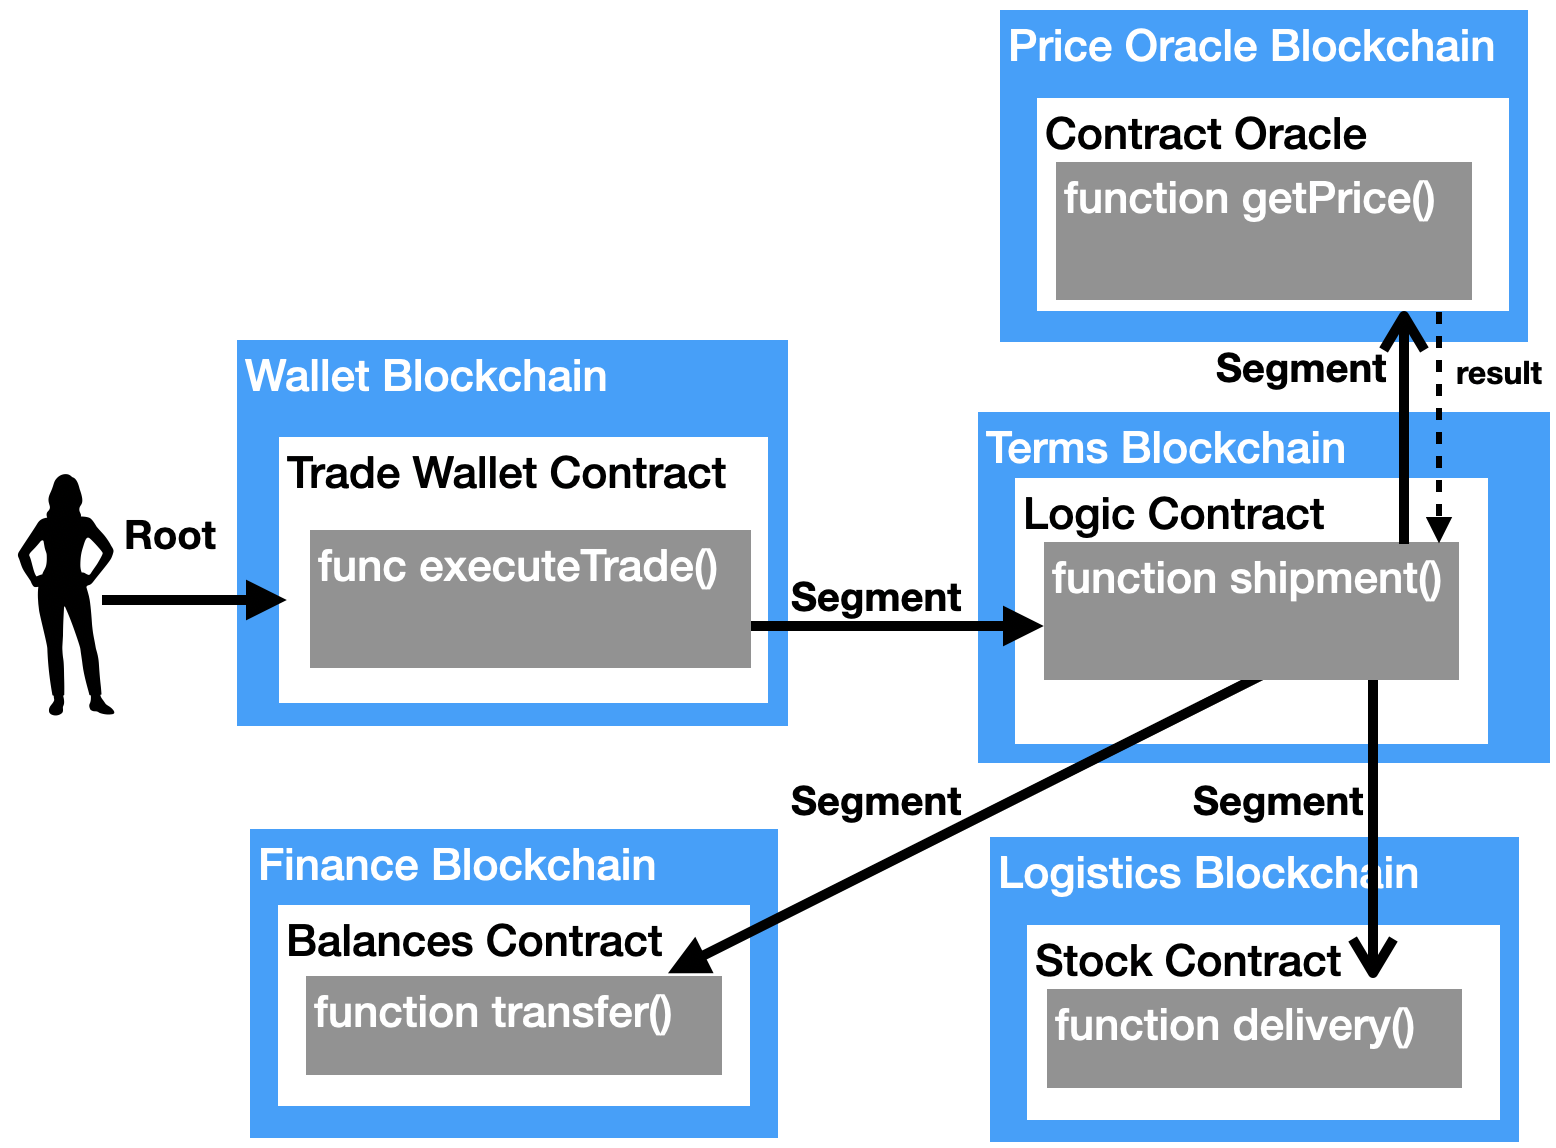 Price Oracle Blockchain
Contract Oracle
function getPrice()
Segment
result
Wallet Blockchain
Trade Wallet Contract
func executeTrade()
Root
Segment
Terms Blockchain
Logic Contract
function shipment()
Segment
Segment
Finance Blockchain
Balances Contract
function transfer()
Logistics Blockchain
Stock Contract
function delivery()